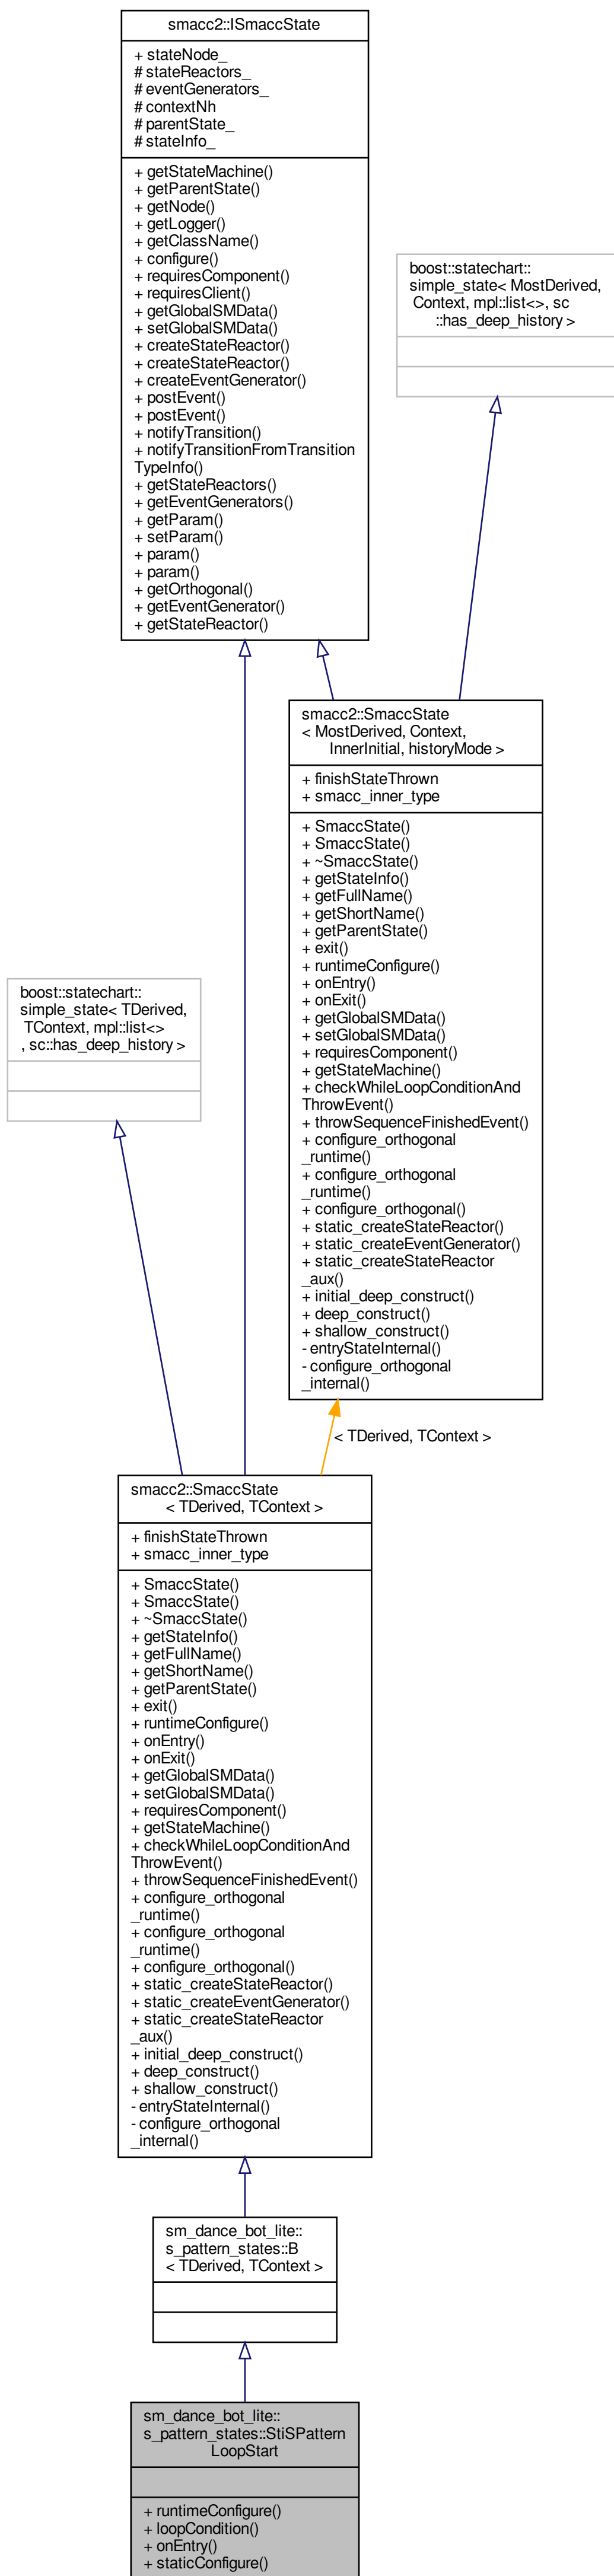 smacc2::ISmaccState
+ stateNode_
# stateReactors_
# eventGenerators_
# contextNh
# parentState_
# stateInfo_
+ getStateMachine()
+ getParentState()
+ getNode()
+ getLogger()
+ getClassName()
+ configure()
+ requiresComponent()
+ requiresClient()
+ getGlobalSMData()
+ setGlobalSMData()
+ createStateReactor()
+ createStateReactor()
+ createEventGenerator()
+ postEvent()
+ postEvent()
+ notifyTransition()
+ notifyTransitionFromTransition
TypeInfo()
+ getStateReactors()
+ getEventGenerators()
+ getParam()
+ setParam()
+ param()
+ param()
+ getOrthogonal()
+ getEventGenerator()
+ getStateReactor()
boost::statechart::
simple_state< MostDerived,
Context, mpl::list<>, sc
::has_deep_history >
smacc2::SmaccState
< MostDerived, Context,
InnerInitial, historyMode >
+ finishStateThrown
+ smacc_inner_type
+ SmaccState()
+ SmaccState()
+ ~SmaccState()
+ getStateInfo()
+ getFullName()
+ getShortName()
+ getParentState()
+ exit()
+ runtimeConfigure()
+ onEntry()
+ onExit()
+ getGlobalSMData()
+ setGlobalSMData()
+ requiresComponent()
+ getStateMachine()
+ checkWhileLoopConditionAnd
ThrowEvent()
+ throwSequenceFinishedEvent()
+ configure_orthogonal
_runtime()
+ configure_orthogonal
_runtime()
+ configure_orthogonal()
+ static_createStateReactor()
+ static_createEventGenerator()
+ static_createStateReactor
_aux()
+ initial_deep_construct()
+ deep_construct()
+ shallow_construct()
- entryStateInternal()
- configure_orthogonal
_internal()
boost::statechart::
simple_state< TDerived,
TContext, mpl::list<>
, sc::has_deep_history >
< TDerived, TContext >
smacc2::SmaccState
< TDerived, TContext >
+ finishStateThrown
+ smacc_inner_type
+ SmaccState()
+ SmaccState()
+ ~SmaccState()
+ getStateInfo()
+ getFullName()
+ getShortName()
+ getParentState()
+ exit()
+ runtimeConfigure()
+ onEntry()
+ onExit()
+ getGlobalSMData()
+ setGlobalSMData()
+ requiresComponent()
+ getStateMachine()
+ checkWhileLoopConditionAnd
ThrowEvent()
+ throwSequenceFinishedEvent()
+ configure_orthogonal
_runtime()
+ configure_orthogonal
_runtime()
+ configure_orthogonal()
+ static_createStateReactor()
+ static_createEventGenerator()
+ static_createStateReactor
_aux()
+ initial_deep_construct()
+ deep_construct()
+ shallow_construct()
- entryStateInternal()
- configure_orthogonal
_internal()
sm_dance_bot_lite::
s_pattern_states::B
< TDerived, TContext >
sm_dance_bot_lite::
s_pattern_states::StiSPattern
LoopStart
+ runtimeConfigure()
+ loopCondition()
+ onEntry()
+ staticConfigure()